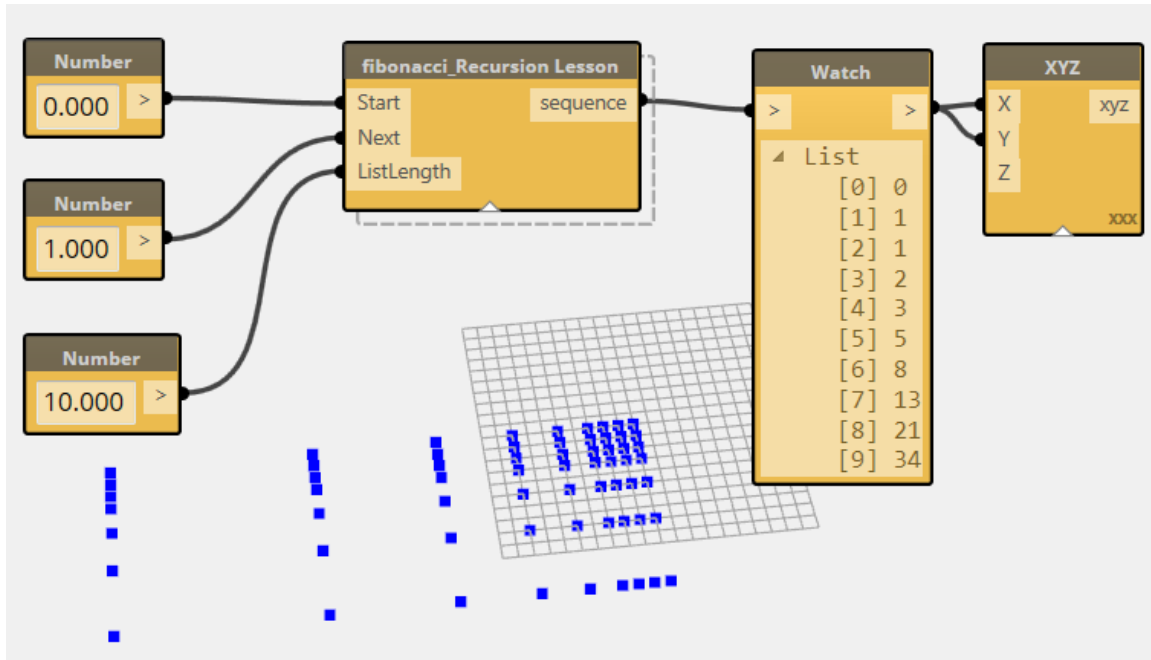 Number
0.000 >
Number
1.000 >
Number
10.000 >
fibonacci_Recursion Lesson
Start sequence
Next
ListLength
Watch
> >
List
[0] 0
[1] 1
[2] 1
[3] 2
[4] 3
[5] 5
[6] 8
[7] 13
[8] 21
[9] 34
XYZ
X xyz
Y
Z
xxx